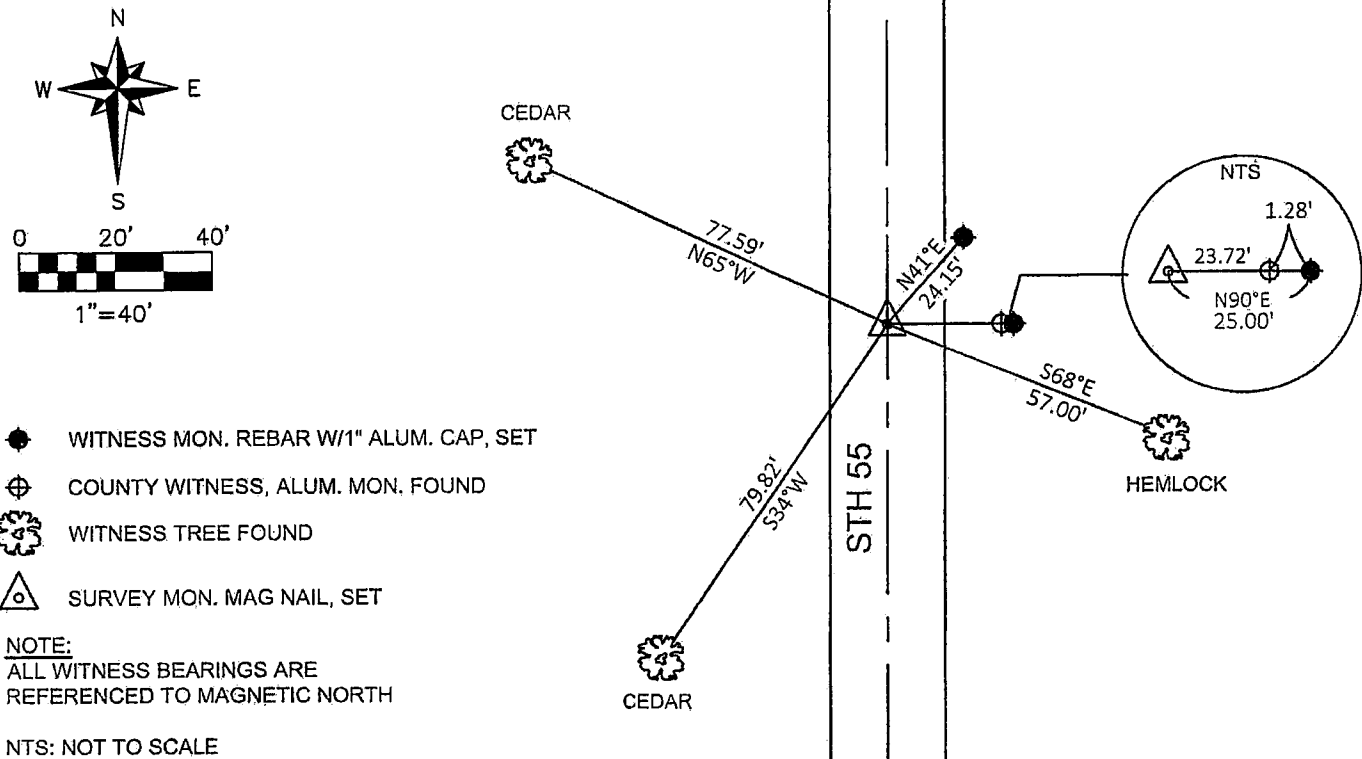 N
W E
S
0 20' 40'
1"=40'
CEDAR
77.59'
N65°W
N41°E
24.15'
NTS
1.28'
23.72'
N90°E
25.00'
S68°E
57.00'
HEMLOCK
79.82'
S34°W
STH 55
CEDAR
WITNESS MON. REBAR W/1" ALUM. CAP, SET
COUNTY WITNESS, ALUM. MON. FOUND
WITNESS TREE FOUND
SURVEY MON. MAG NAIL, SET
NOTE:
ALL WITNESS BEARINGS ARE
REFERENCED TO MAGNETIC NORTH
NTS: NOT TO SCALE